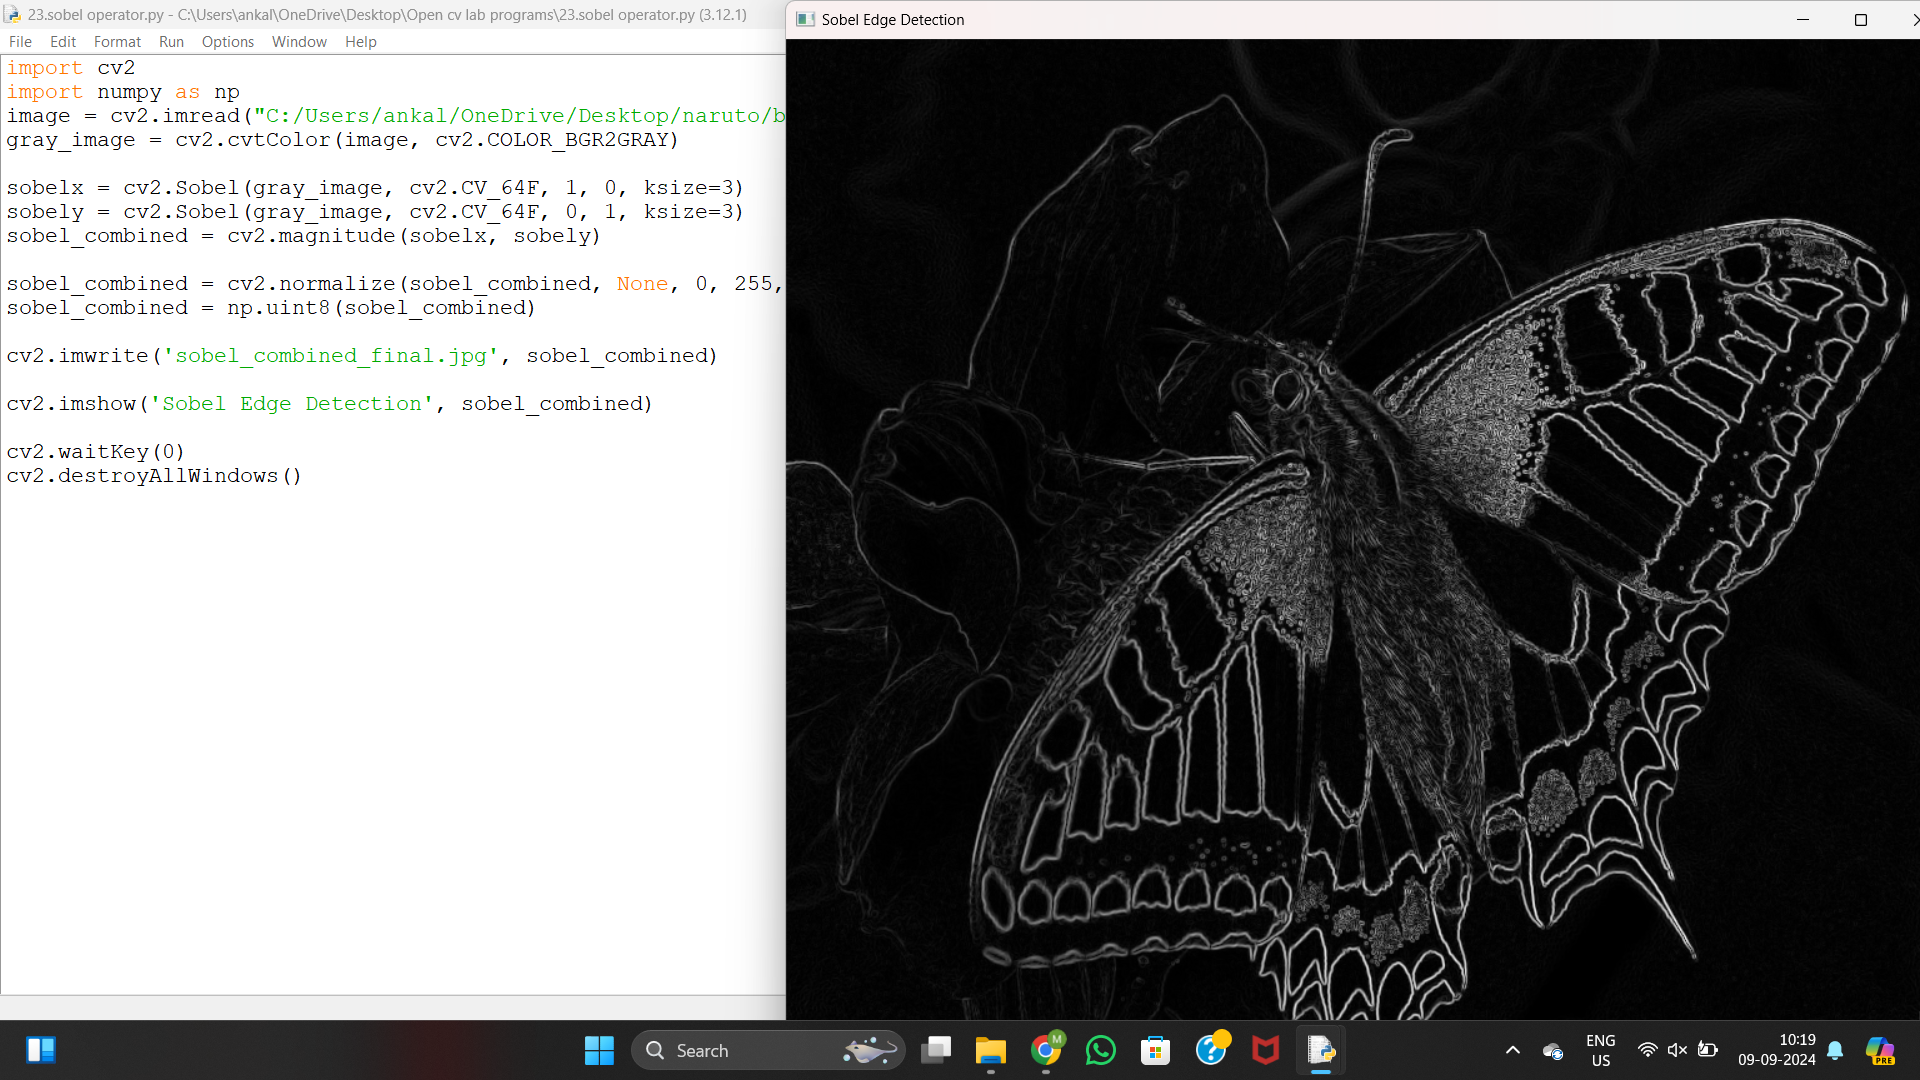 23.sobel operator.py - C:\Users\ankal\OneDrive\Desktop\Open cv lab programs\23.sobel operator.py (3.12.1)
File Edit Format Run Options Window Help
import cv2
import numpy as np
image = cv2.imread("C:/Users/ankal/OneDrive/Desktop/naruto/b
gray_image = cv2.cvtColor(image, cv2.COLOR_BGR2GRAY)
sobelx = cv2.Sobel(gray_image, cv2.CV_64F, 1, 0, ksize=3)
sobely = cv2.Sobel(gray_image, cv2.CV_64F, 0, 1, ksize=3)
sobel_combined = cv2.magnitude(sobelx, sobely)
sobel_combined = cv2.normalize(sobel_combined, None, 0, 255,
sobel_combined = np.uint8(sobel_combined)
cv2.imwrite('sobel_combined_final.jpg', sobel_combined)
cv2.imshow('Sobel Edge Detection', sobel_combined)
cv2.waitKey(0)
cv2.destroyAllWindows()
Sobel Edge Detection
Search
M
ENG
US
10:19
09-09-2024
PRE